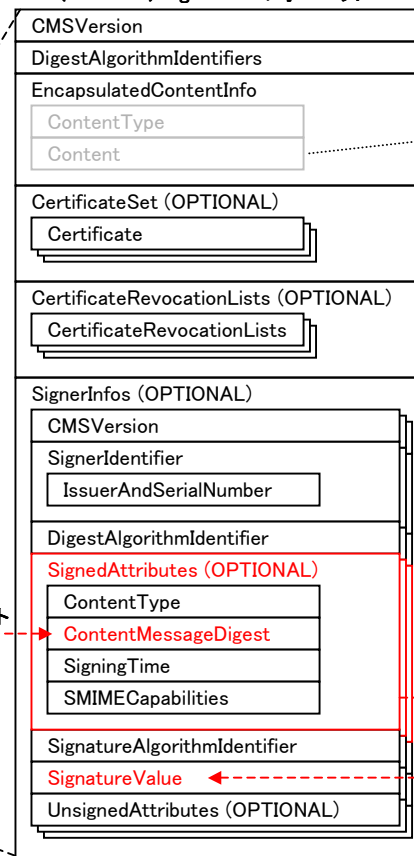 CMSVersion
DigestAlgorithmIdentifiers
EncapsulatedContentInfo
ContentType
Content
CertificateSet (OPTIONAL)
Certificate
CertificateRevocationLists (OPTIONAL)
CertificateRevocationLists
SignerInfos (OPTIONAL)
CMSVersion
SignerIdentifier
IssuerAndSerialNumber
DigestAlgorithmIdentifier
SignedAttributes (OPTIONAL)
ContentType
ContentMessageDigest
SigningTime
SMIMECapabilities
SignatureAlgorithmIdentifier
SignatureValue
UnsignedAttributes (OPTIONAL)